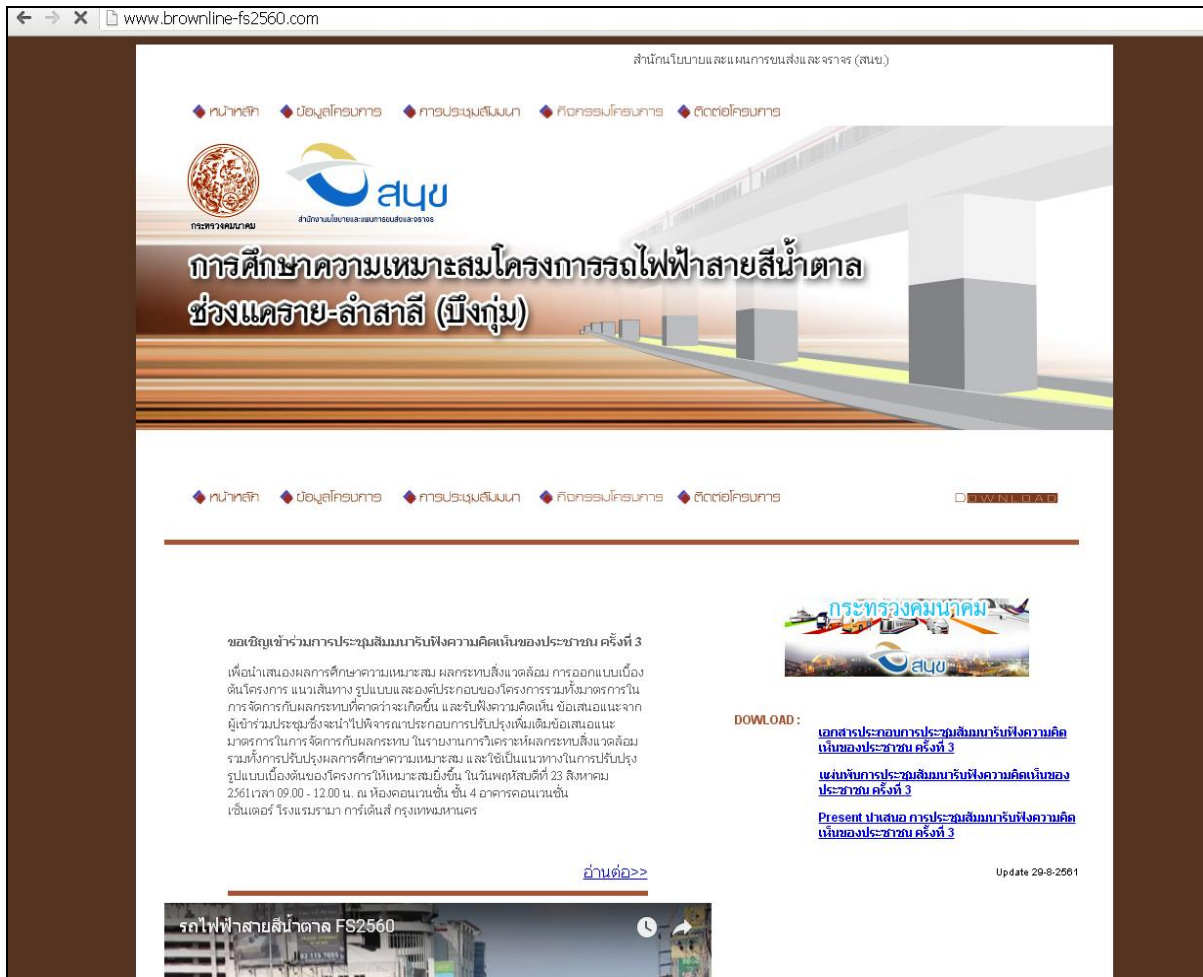 www.brownline-fs2560.com
สำนักนโยบายและแผนการขนส่งและจราจร (สนข.)
หน้าหลัก ข้อมูลโครงการ การประชุมสัมมนา กิจกรรมโครงการ ติดต่อโครงการ
กระทรวงคมนาคม
สนข
สำนักงานนโยบายและแผนการขนส่งและจราจร
การศึกษาความเหมาะสมโครงการรถไฟฟ้าสายสีน้ำตาล
ช่วงแคราย-ลำสาลี (บึงกุ่ม)
หน้าหลัก ข้อมูลโครงการ การประชุมสัมมนา กิจกรรมโครงการ ติดต่อโครงการ DOWNLOAD
ขอเชิญเข้าร่วมการประชุมสัมมนารับฟังความคิดเห็นของประชาชน ครั้งที่ 3
เพื่อนำเสนอผลการศึกษาความเหมาะสม ผลกระทบสิ่งแวดล้อม การออกแบบเบื้อง
ต้นโครงการ แนวเส้นทาง รูปแบบและองค์ประกอบของโครงการรวมทั้งมาตรการใน
การจัดการกับผลกระทบที่คาดว่าจะเกิดขึ้น และรับฟังความคิดเห็น ข้อเสนอแนะจาก
ผู้เข้าร่วมประชุมซึ่งจะนำไปพิจารณาประกอบการปรับปรุงเพิ่มเติมข้อเสนอแนะ
มาตรการในการจัดการกับผลกระทบ ในรายงานการวิเคราะห์ผลกระทบสิ่งแวดล้อม
รวมทั้งการปรับปรุงผลการศึกษาความเหมาะสม และใช้เป็นแนวทางในการปรับปรุง
รูปแบบเบื้องต้นของโครงการให้เหมาะสมยิ่งขึ้น ในวันพฤหัสบดีที่ 23 สิงหาคม
2561เวลา 09.00 - 12.00 น. ณ ห้องคอนเวนชั่น ชั้น 4 อาคารคอนเวนชั่น
เซ็นเตอร์ โรงแรมรามา การ์เด้นส์ กรุงเทพมหานคร
อ่านต่อ>>
กระทรวงคมนาคม
สนข
DOWLOAD :
เอกสารประกอบการประชุมสัมมนารับฟังความคิด
เห็นของประชาชน ครั้งที่ 3
แผ่นพับการประชุมสัมมนารับฟังความคิดเห็นของ
ประชาชน ครั้งที่ 3
Present นำเสนอ การประชุมสัมมนารับฟังความคิด
เห็นของประชาชน ครั้งที่ 3
Update 29-8-2561
รถไฟฟ้าสายสีน้ำตาล FS2560